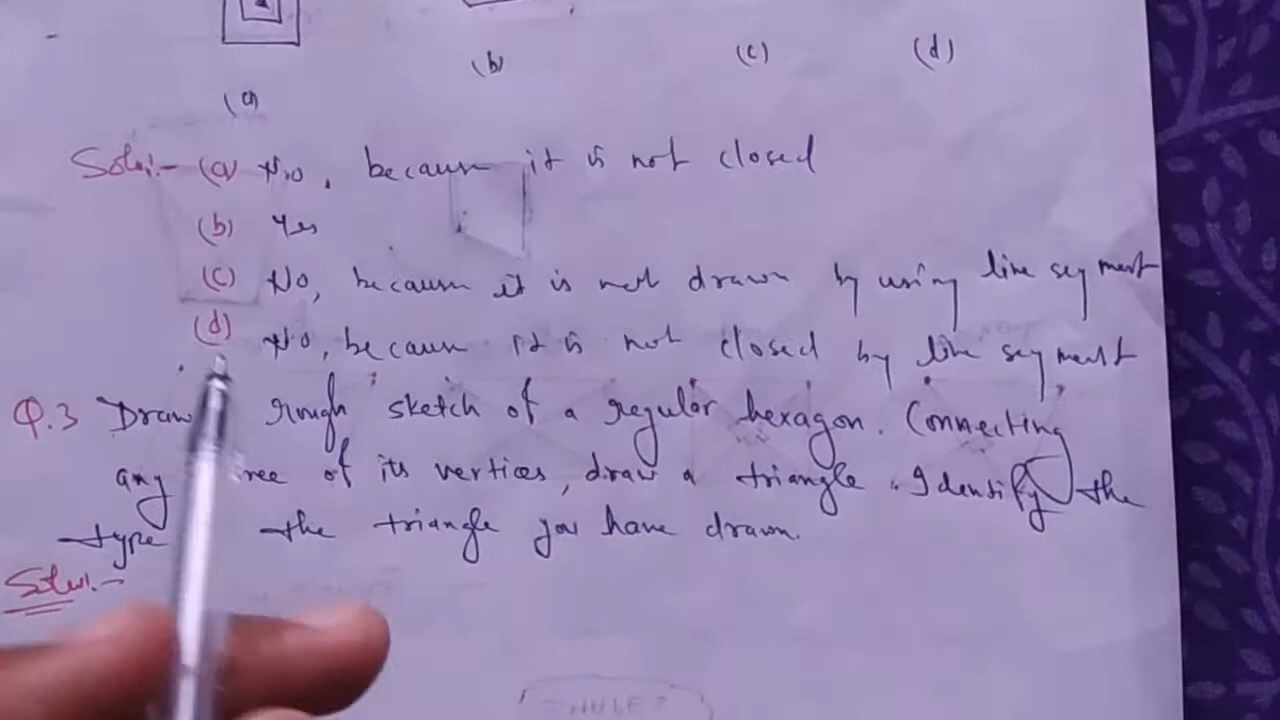 (b) (c) (d)
(a)
Soln:- (a) No, because it is not closed
(b) Yes
(c) No, because it is not drawn by using line segment
(d) No, because it is not closed by line segment
Q.3 Draw rough sketch of a regular hexagon. Connecting
any ree of its vertices, draw a triangle. Identify the
type the triangle you have drawn.
Soln:-